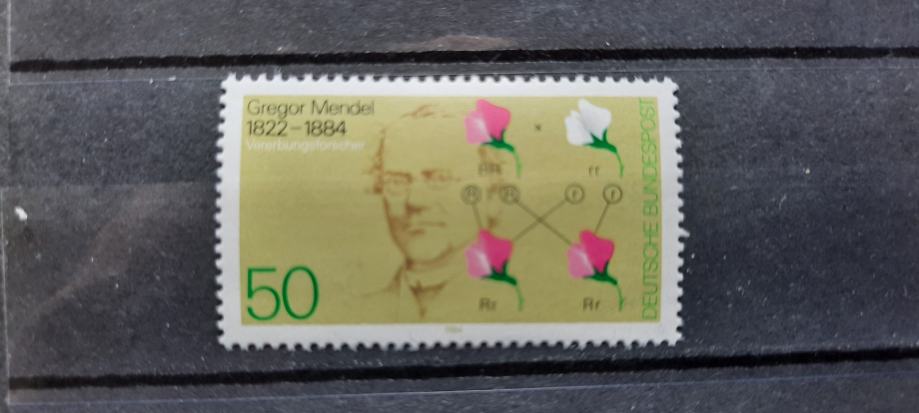 Gregor Mendel
1822–1884
Vererbungsforscher
50
× 
RR
rr
R
R
r
r
Rr
Rr
DEUTSCHE BUNDESPOST